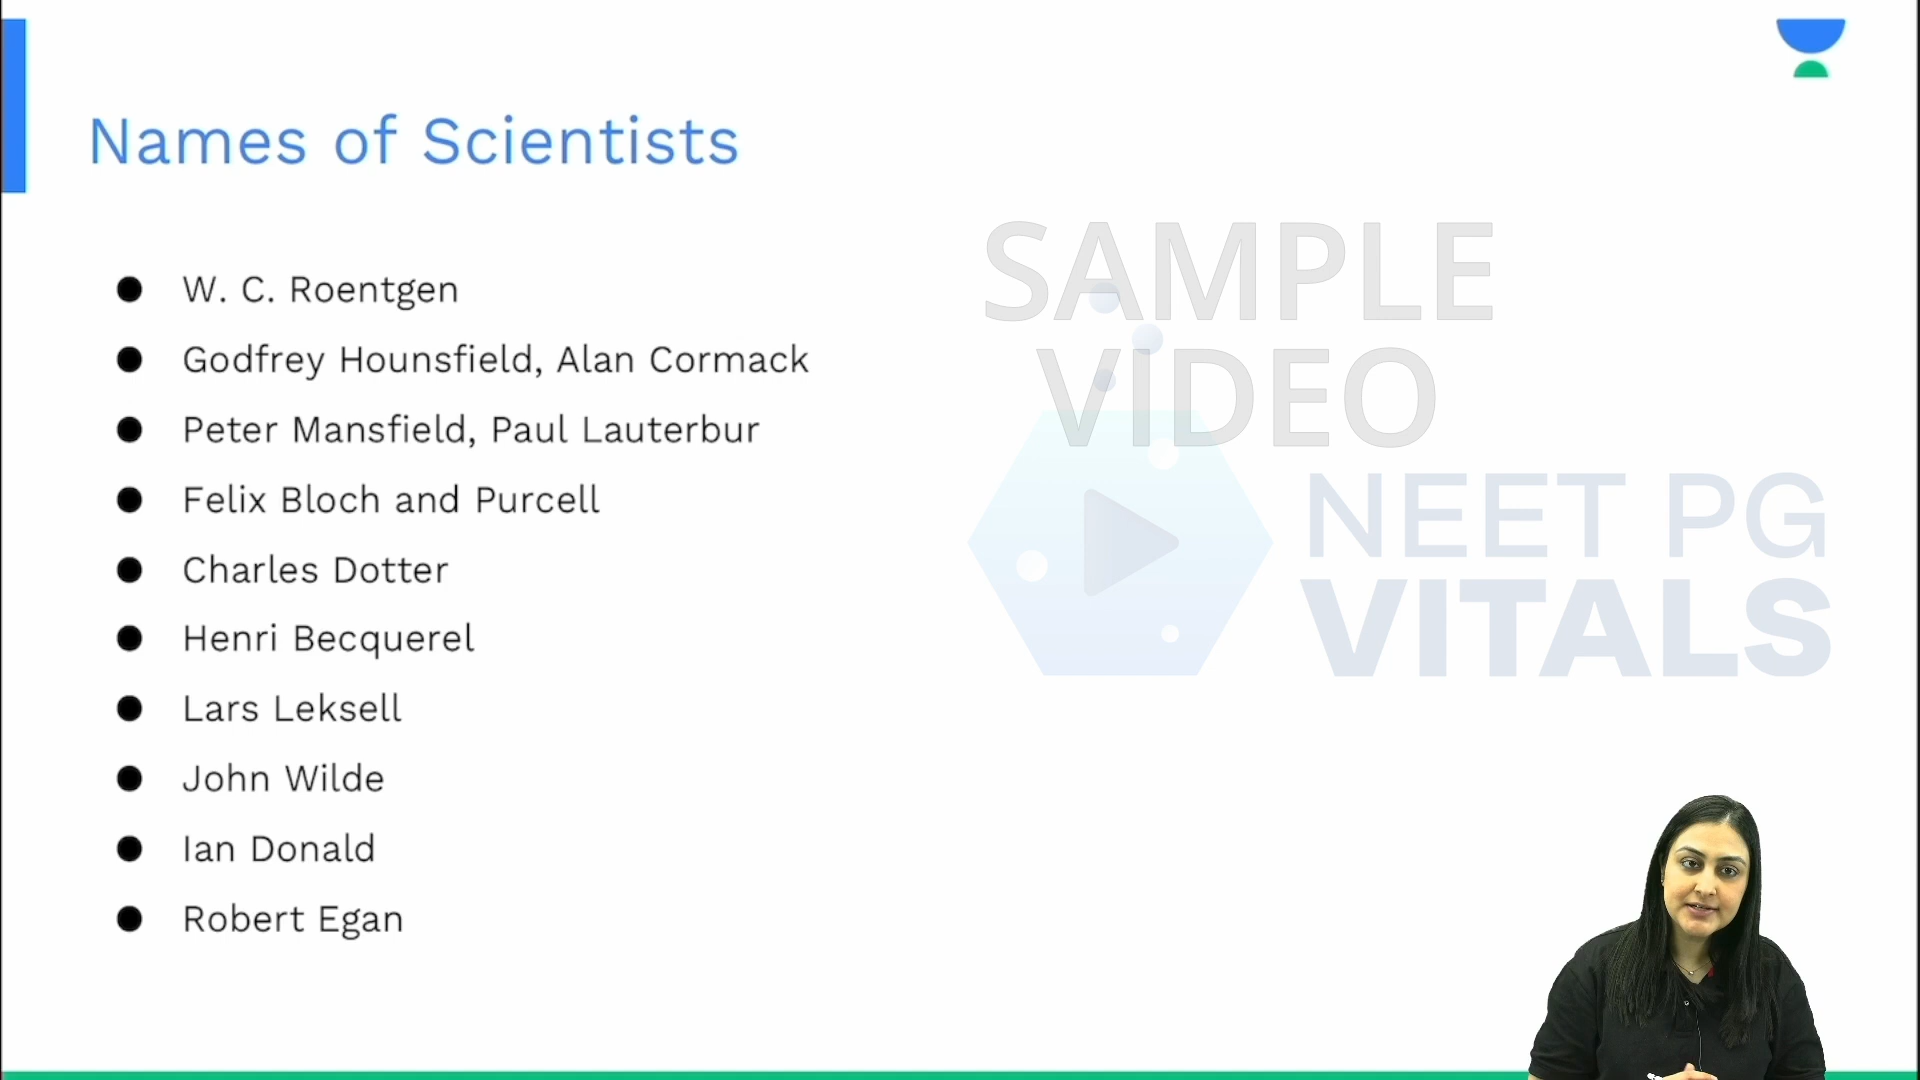 Names of Scientists
W. C. Roentgen
Godfrey Hounsfield, Alan Cormack
Peter Mansfield, Paul Lauterbur
Felix Bloch and Purcell
Charles Dotter
Henri Becquerel
Lars Leksell
John Wilde
Ian Donald
Robert Egan
SAMPLE
VIDEO
NEET PG
VITALS